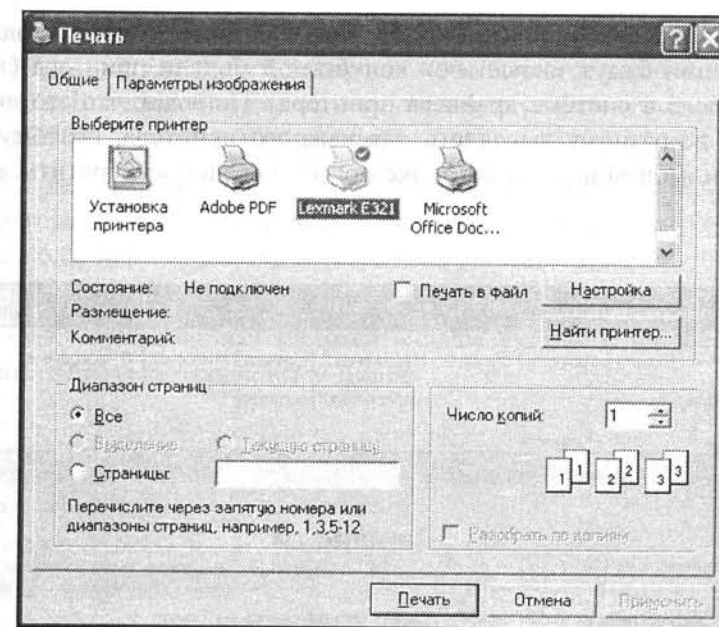 Печать
Общие Параметры изображения
Выберите принтер
Установка принтера
Adobe PDF
Lexmark E321
Microsoft Office Doc...
Состояние: Не подключен
Печать в файл
Настройка
Размещение:
Комментарий:
Найти принтер...
Диапазон страниц
Все
Выделение
Текущую страницу
Страницы:
Перечислите через запятую номера или
диапазоны страниц, например, 1,3,5-12
Число копий: 1
1 1 2 2 3 3
Разобрать по копиям
Печать Отмена Применить